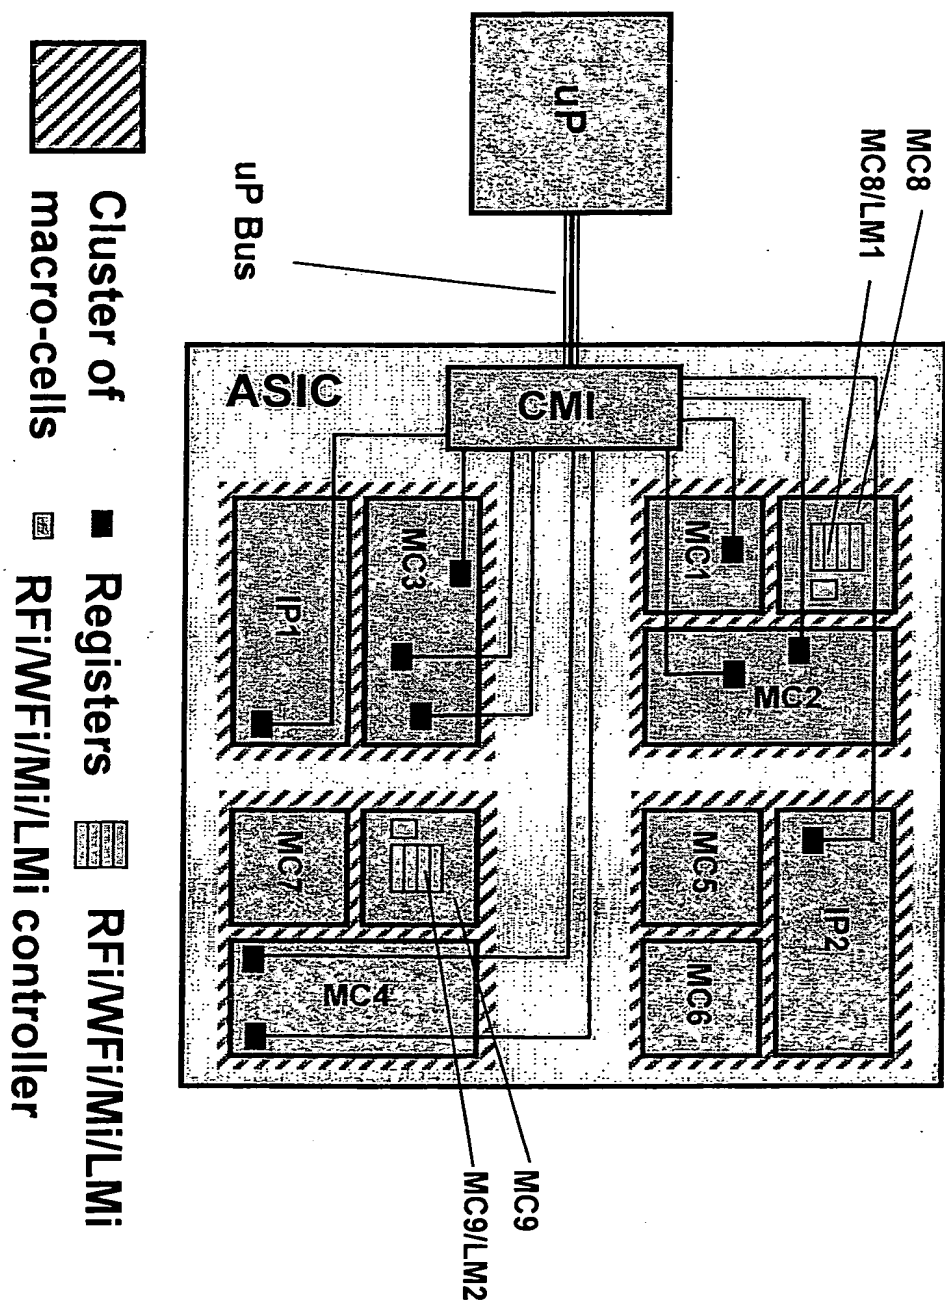 MC8
MC8/LM1
uP
uP Bus
ASIC
CMI
MC1
MC2
MC3
IP1
IP2
MC5
MC6
MC7
MC4
MC9
MC9/LM2
Cluster of
macro-cells
Registers
RFi/WFi/Mi/LMi
RFi/WFi/Mi/LMi controller